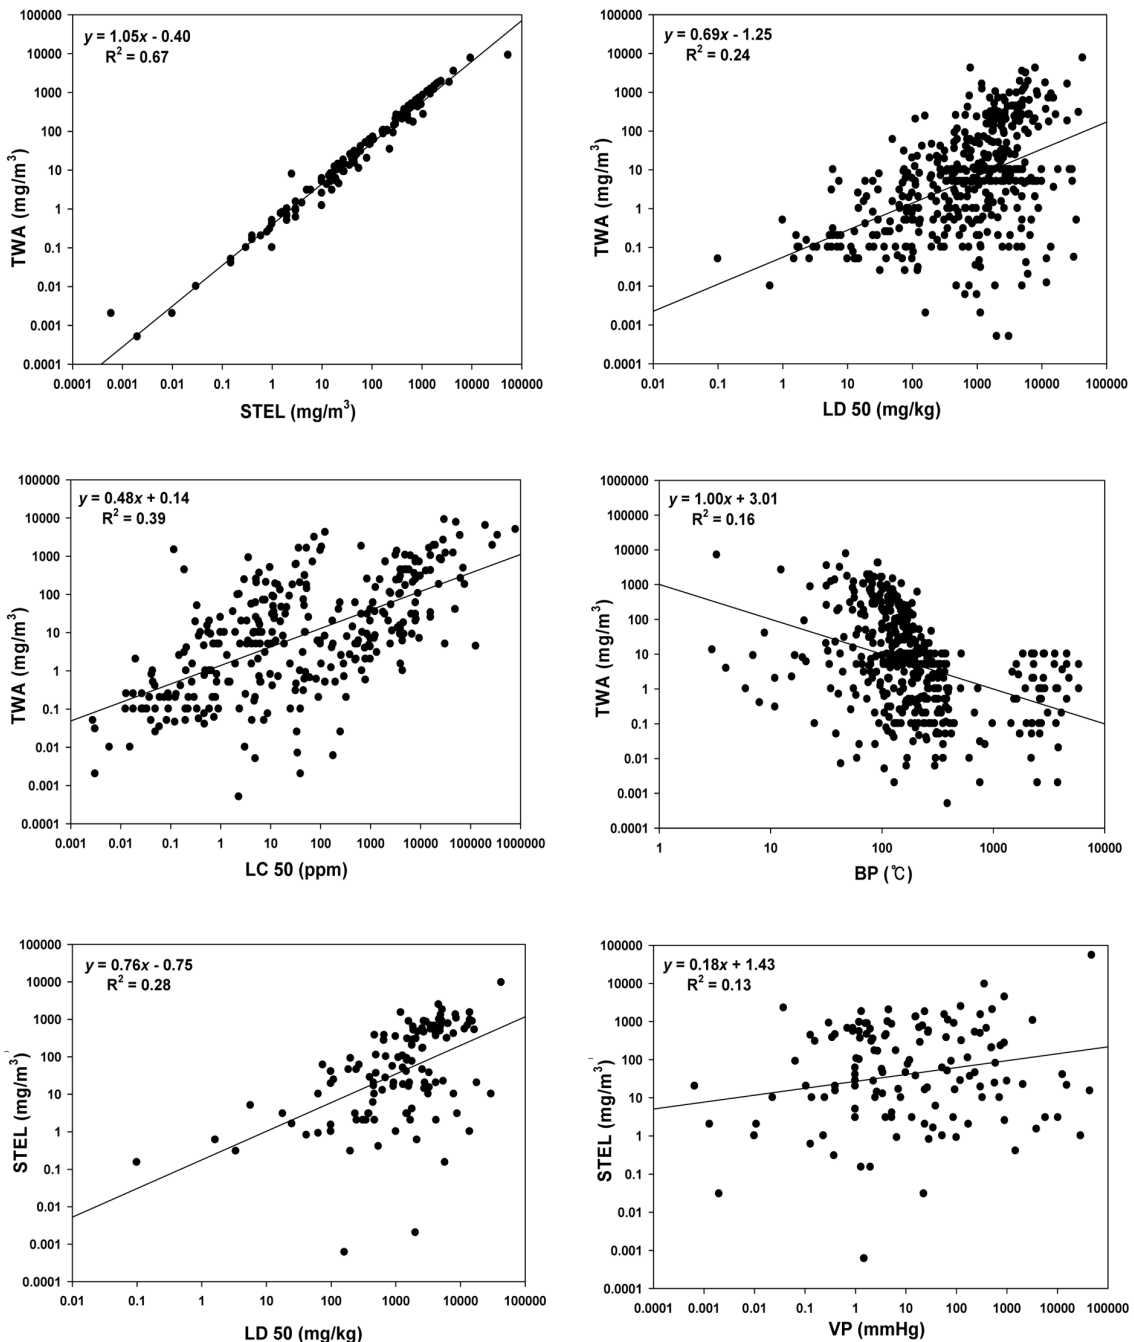 y = 1.05x - 0.40
R² = 0.67
100000
10000
1000
100
10
1
0.1
0.01
0.001
0.0001
TWA (mg/m³)
0.0001 0.001 0.01 0.1 1 10 100 1000 10000 100000
STEL (mg/m³)
y = 0.69x - 1.25
R² = 0.24
100000
10000
1000
100
10
1
0.1
0.01
0.001
0.0001
TWA (mg/m³)
0.01 0.1 1 10 100 1000 10000 100000
LD 50 (mg/kg)
y = 0.48x + 0.14
R² = 0.39
100000
10000
1000
100
10
1
0.1
0.01
0.001
0.0001
TWA (mg/m³)
0.001 0.01 0.1 1 10 100 1000 10000 100000 1000000
LC 50 (ppm)
y = 1.00x + 3.01
R² = 0.16
1000000
100000
10000
1000
100
10
1
0.1
0.01
0.001
0.0001
TWA (mg/m³)
1 10 100 1000 10000
BP (℃)
y = 0.76x - 0.75
R² = 0.28
100000
10000
1000
100
10
1
0.1
0.01
0.001
0.0001
STEL (mg/m³)
0.01 0.1 1 10 100 1000 10000 100000
LD 50 (mg/kg)
y = 0.18x + 1.43
R² = 0.13
100000
10000
1000
100
10
1
0.1
0.01
0.001
0.0001
STEL (mg/m³)
0.0001 0.001 0.01 0.1 1 10 100 1000 10000 100000
VP (mmHg)